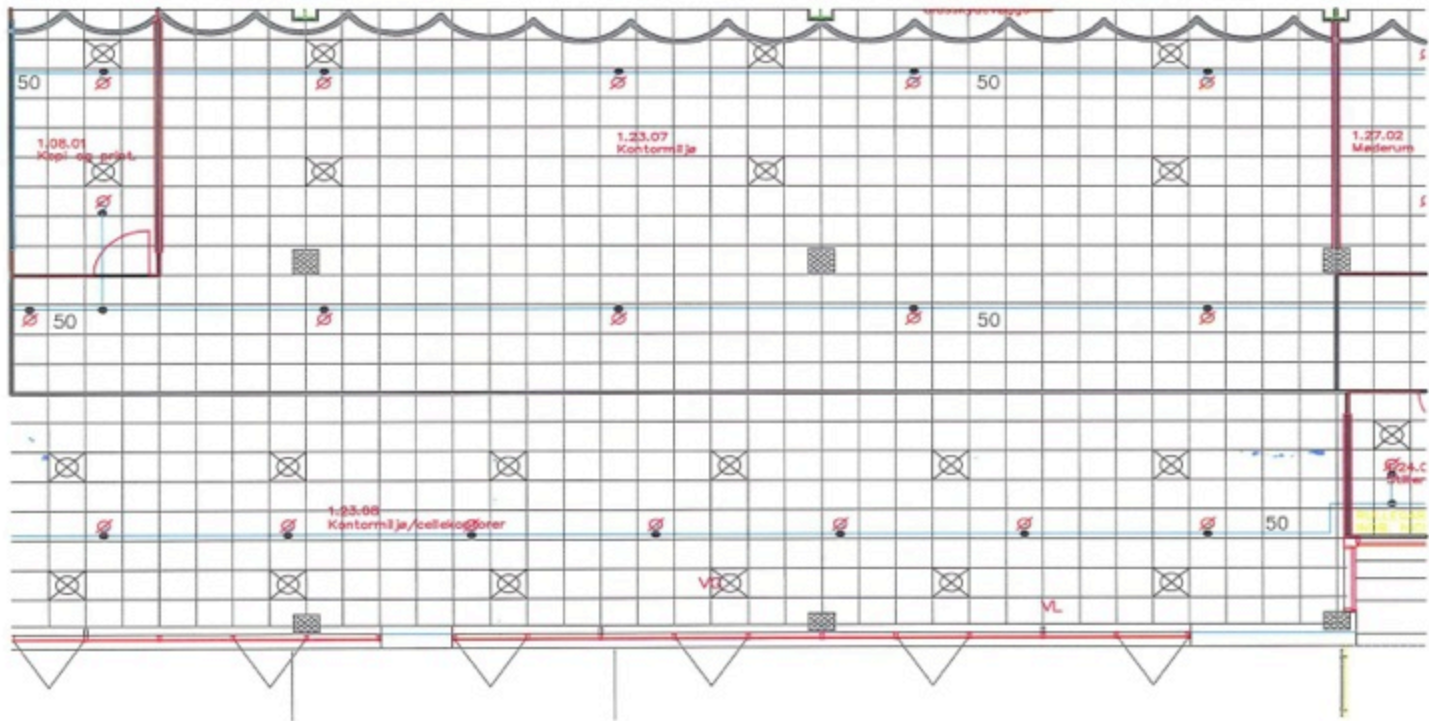 50
50
1.08.01
Kopi og print.
1.23.07
Kontormiljø
1.27.02
Møderum
50
50
1.23.08
Kontormiljø/cellekontorer
50
VL